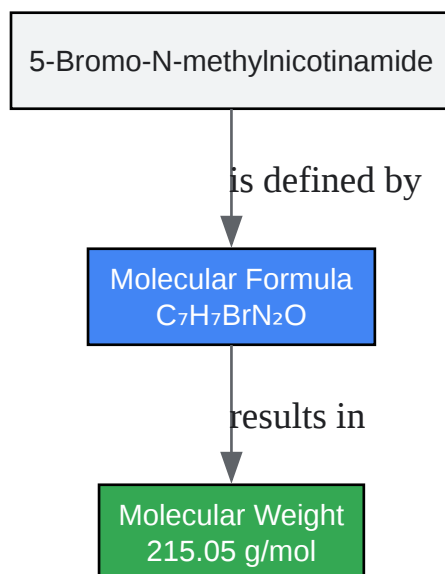 5-Bromo-N-methylnicotinamide
is defined by
Molecular Formula
C₇H₇BrN₂O
results in
Molecular Weight
215.05 g/mol